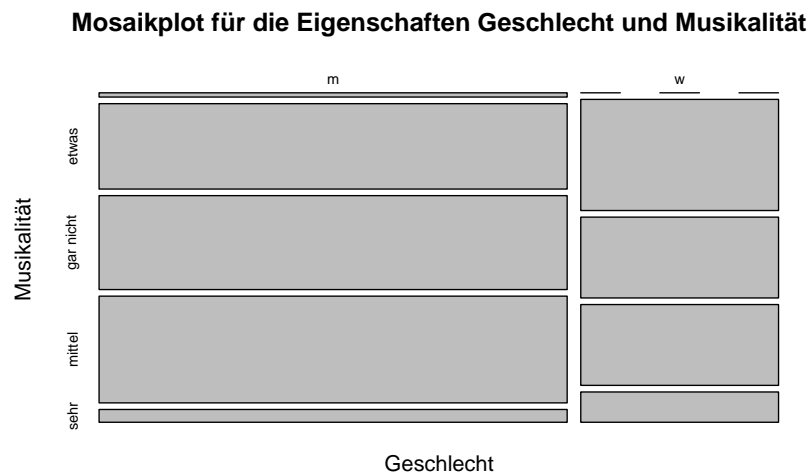 Mosaikplot für die Eigenschaften Geschlecht und Musikalität
m
w
etwas
gar nicht
mittel
sehr
Musikalität
Geschlecht